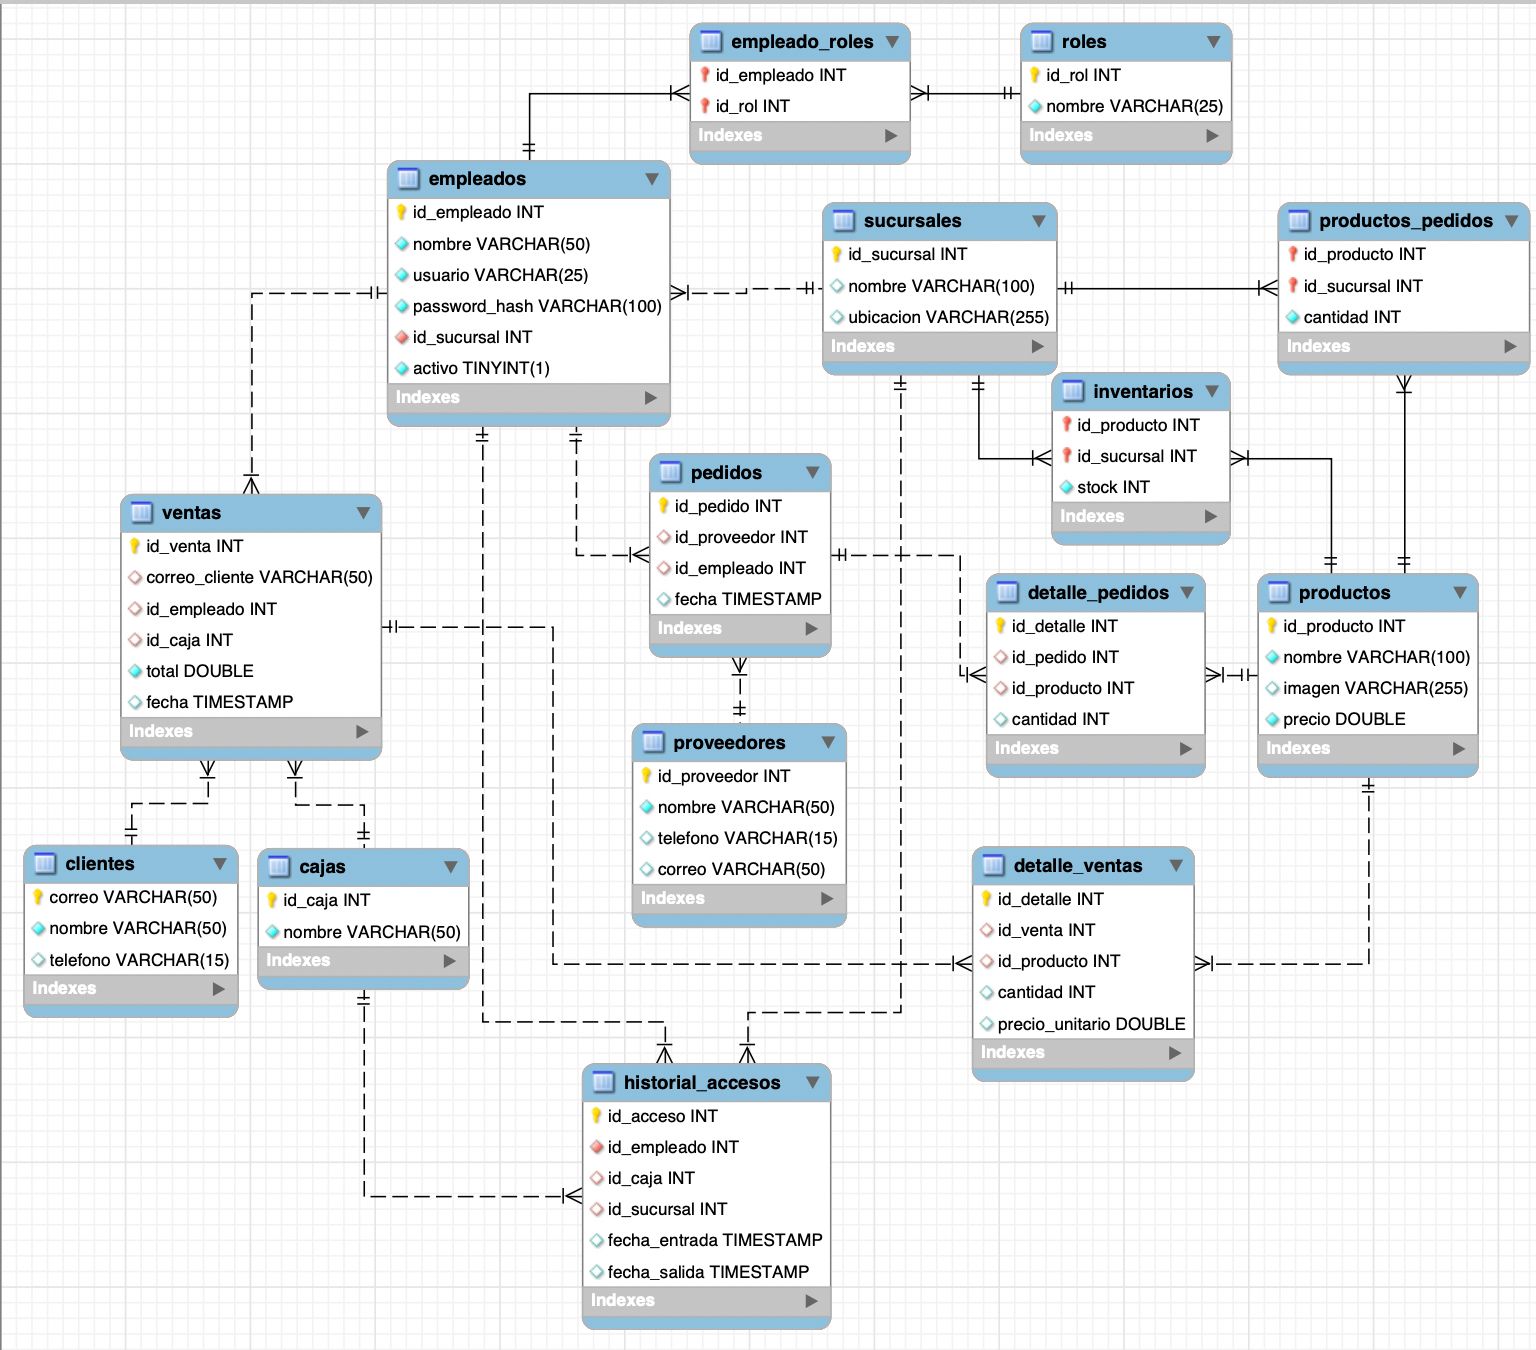 empleado_roles
id_empleado INT
id_rol INT
Indexes
roles
id_rol INT
nombre VARCHAR(25)
Indexes
empleados
id_empleado INT
nombre VARCHAR(50)
usuario VARCHAR(25)
password_hash VARCHAR(100)
id_sucursal INT
activo TINYINT(1)
Indexes
sucursales
id_sucursal INT
nombre VARCHAR(100)
ubicacion VARCHAR(255)
Indexes
productos_pedidos
id_producto INT
id_sucursal INT
cantidad INT
Indexes
inventarios
id_producto INT
id_sucursal INT
stock INT
Indexes
pedidos
id_pedido INT
id_proveedor INT
id_empleado INT
fecha TIMESTAMP
Indexes
ventas
id_venta INT
correo_cliente VARCHAR(50)
id_empleado INT
id_caja INT
total DOUBLE
fecha TIMESTAMP
Indexes
detalle_pedidos
id_detalle INT
id_pedido INT
id_producto INT
cantidad INT
Indexes
productos
id_producto INT
nombre VARCHAR(100)
imagen VARCHAR(255)
precio DOUBLE
Indexes
proveedores
id_proveedor INT
nombre VARCHAR(50)
telefono VARCHAR(15)
correo VARCHAR(50)
Indexes
clientes
correo VARCHAR(50)
nombre VARCHAR(50)
telefono VARCHAR(15)
Indexes
cajas
id_caja INT
nombre VARCHAR(50)
Indexes
detalle_ventas
id_detalle INT
id_venta INT
id_producto INT
cantidad INT
precio_unitario DOUBLE
Indexes
historial_accesos
id_acceso INT
id_empleado INT
id_caja INT
id_sucursal INT
fecha_entrada TIMESTAMP
fecha_salida TIMESTAMP
Indexes